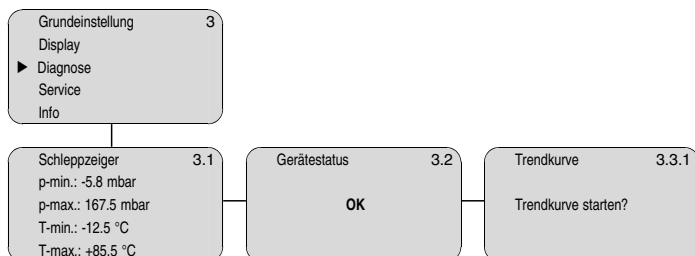 Grundeinstellung 3
Display
▶ Diagnose
Service
Info
Schleppzeiger 3.1
p-min.: -5.8 mbar
p-max.: 167.5 mbar
T-min.: -12.5 °C
T-max.: +85.5 °C
Gerätestatus 3.2
OK
Trendkurve 3.3.1
Trendkurve starten?